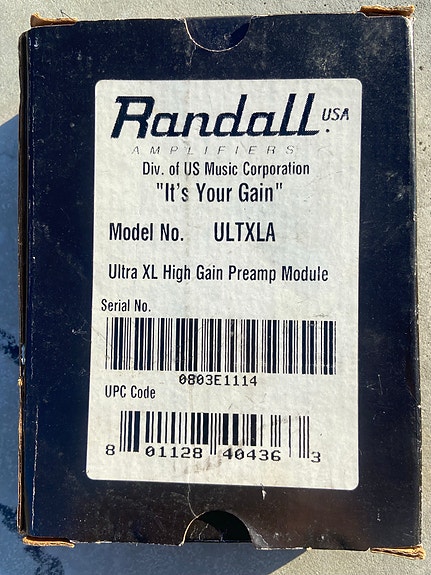 Randall USA
AMPLIFIERS
Div. of US Music Corporation
"It's Your Gain"
Model No. ULTXLA
Ultra XL High Gain Preamp Module
Serial No.
0803E1114
UPC Code
8 01128 40436 3